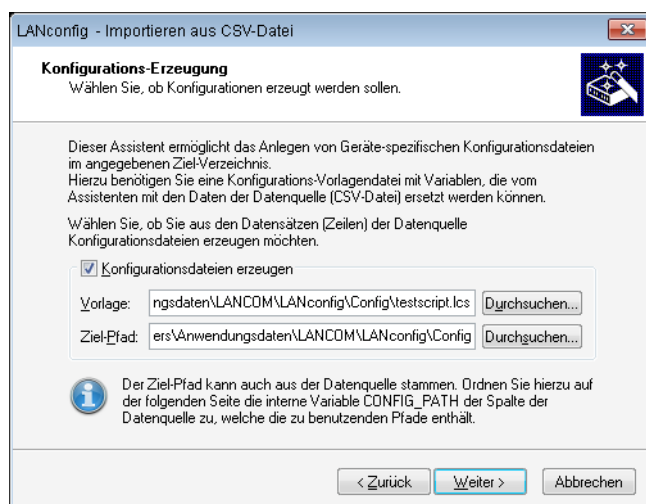 LANconfig - Importieren aus CSV-Datei
Konfigurations-Erzeugung
Wählen Sie, ob Konfigurationen erzeugt werden sollen.
Dieser Assistent ermöglicht das Anlegen von Geräte-spezifischen Konfigurationsdateien
im angegebenen Ziel-Verzeichnis.
Hierzu benötigen Sie eine Konfigurations-Vorlagendatei mit Variablen, die vom
Assistenten mit den Daten der Datenquelle (CSV-Datei) ersetzt werden können.
Wählen Sie, ob Sie aus den Datensätzen (Zeilen) der Datenquelle
Konfigurationsdateien erzeugen möchten.
Konfigurationsdateien erzeugen
Vorlage: ngsdaten\LANCOM\LANconfig\Config\testscript.lcs Durchsuchen...
Ziel-Pfad: ers\Anwendungsdaten\LANCOM\LANconfig\Config Durchsuchen...
Der Ziel-Pfad kann auch aus der Datenquelle stammen. Ordnen Sie hierzu auf
der folgenden Seite die interne Variable CONFIG_PATH der Spalte der
Datenquelle zu, welche die zu benutzenden Pfade enthält.
< Zurück Weiter > Abbrechen